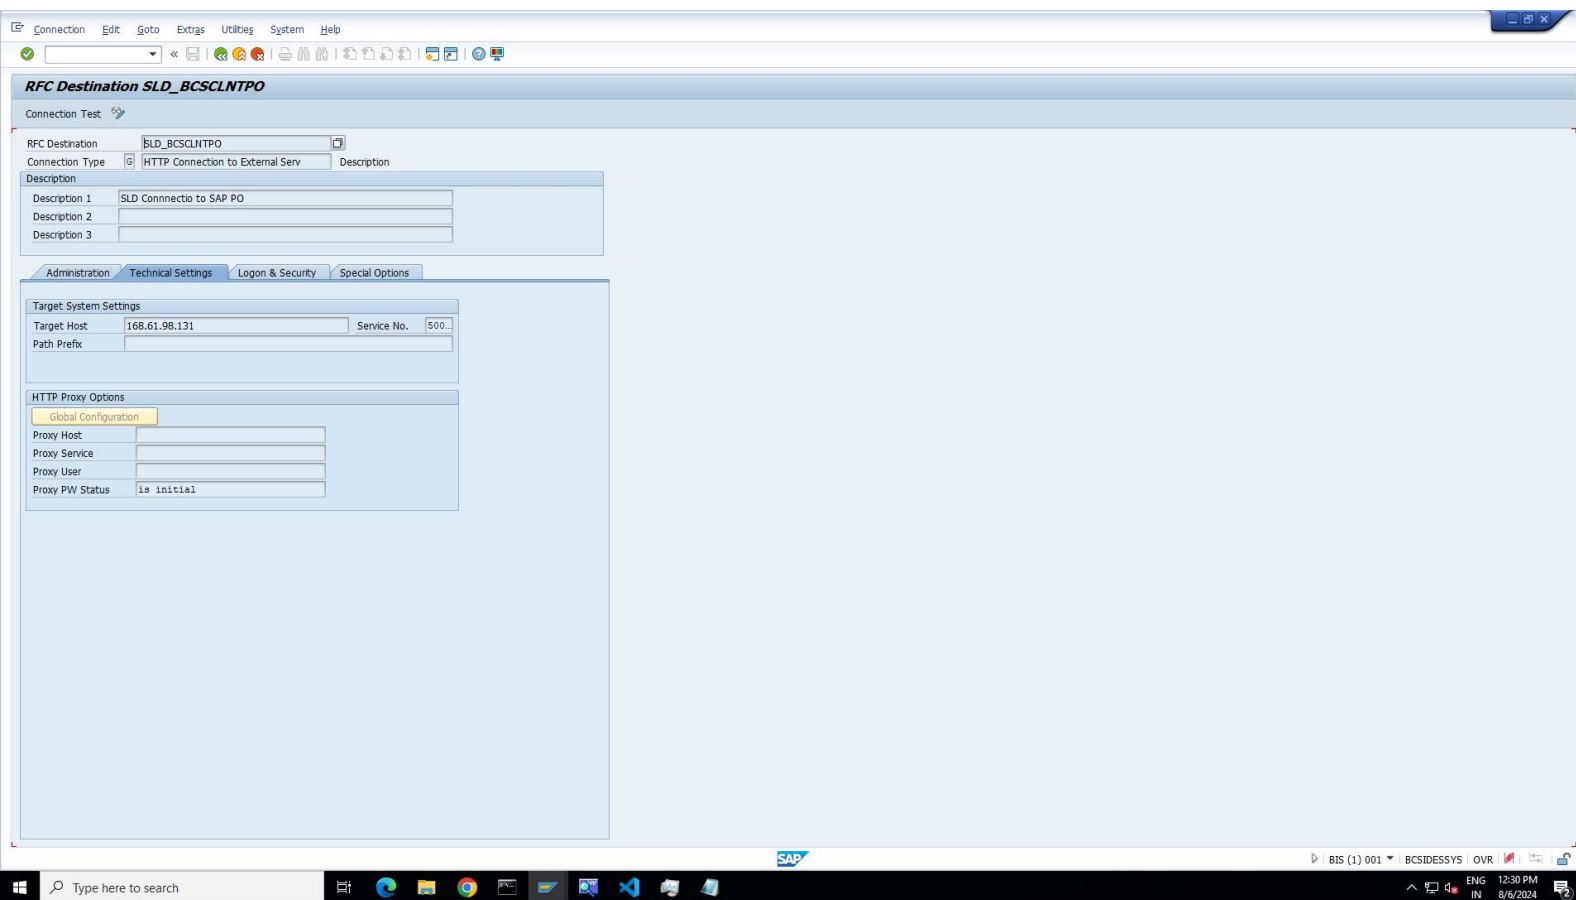 Connection Edit Goto Extras Utilities System Help
RFC Destination SLD_BCSCLNTPO
Connection Test
RFC Destination SLD_BCSCLNTPO
Connection Type G HTTP Connection to External Serv Description
Description
Description 1 SLD Connnectio to SAP PO
Description 2
Description 3
Administration Technical Settings Logon & Security Special Options
Target System Settings
Target Host 168.61.98.131 Service No. 500...
Path Prefix
HTTP Proxy Options
Global Configuration
Proxy Host
Proxy Service
Proxy User
Proxy PW Status is initial
SAP BIS (1) 001 BCSIDESSYS OVR
Type here to search ENG 12:30 PM
IN 8/6/2024 2